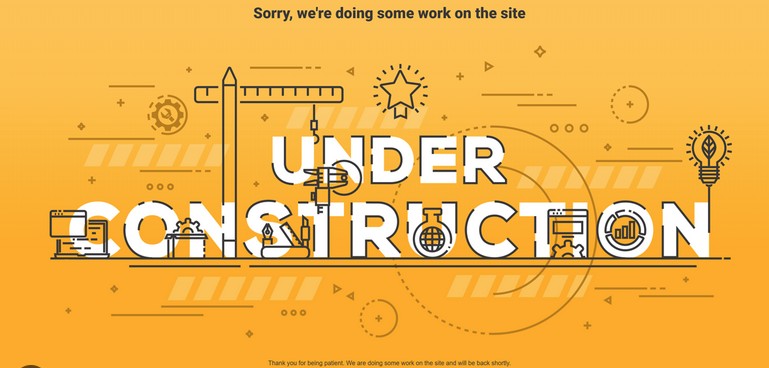 Sorry, we're doing some work on the site
UNDER
CONSTRUCTION
Thank you for being patient. We are doing some work on the site and will be back shortly.